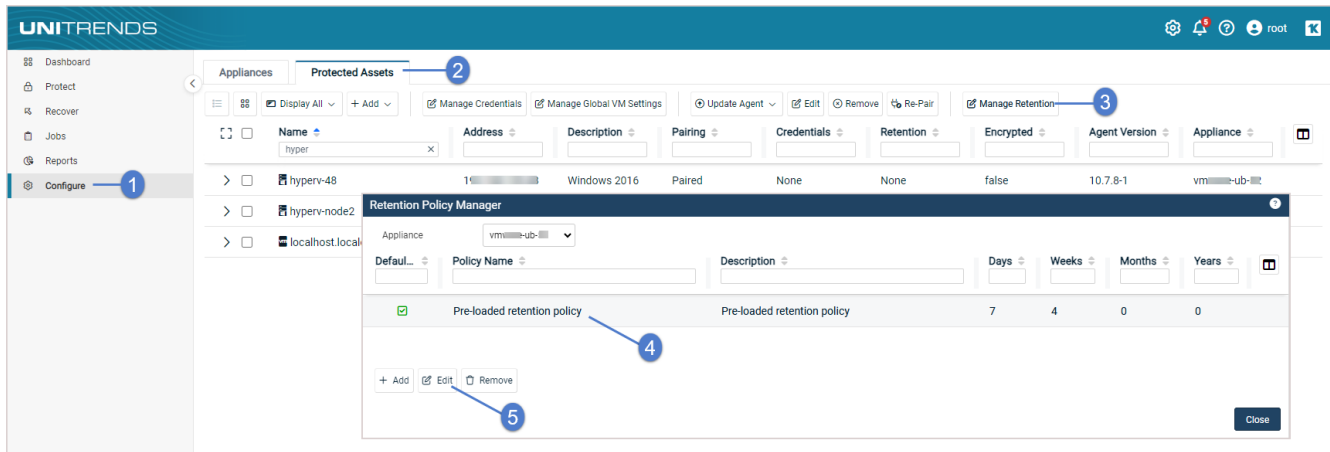 UNITRENDS
5
root
Dashboard
Protect
Recover
Jobs
Reports
Configure
1
Appliances
Protected Assets
2
Display All
+ Add
Manage Credentials
Manage Global VM Settings
Update Agent
Edit
Remove
Re-Pair
Manage Retention
3
Name Address Description Pairing Credentials Retention Encrypted Agent Version Appliance
hyper
hyperv-48 Windows 2016 Paired None None false 10.7.8-1
hyperv-node2
localhost.local
Retention Policy Manager
Appliance
Defaul... Policy Name Description Days Weeks Months Years
Pre-loaded retention policy Pre-loaded retention policy 7 4 0 0
4
+ Add Edit Remove
5
Close